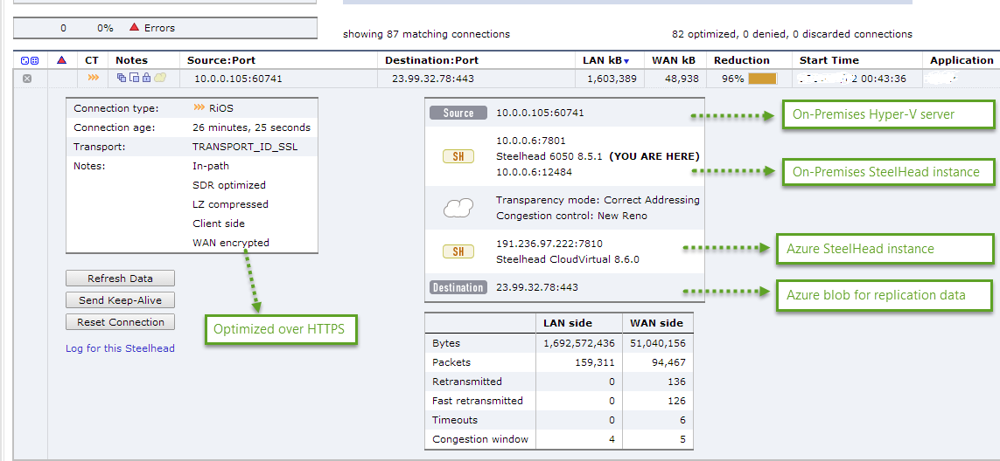 0 0% Errors
showing 87 matching connections 82 optimized, 0 denied, 0 discarded connections
CT Notes Source:Port Destination:Port LAN kB WAN kB Reduction Start Time Application
10.0.0.105:60741 23.99.32.78:443 1,603,389 48,938 96% 2 00:43:36
Connection type: RiOS
Connection age: 26 minutes, 25 seconds
Transport: TRANSPORT_ID_SSL
Notes: In-path
SDR optimized
LZ compressed
Client side
WAN encrypted
Refresh Data
Send Keep-Alive
Reset Connection
Log for this Steelhead
Optimized over HTTPS
Source 10.0.0.105:60741
On-Premises Hyper-V server
10.0.0.6:7801
SH Steelhead 6050 8.5.1 (YOU ARE HERE)
10.0.0.6:12484
On-Premises SteelHead instance
Transparency mode: Correct Addressing
Congestion control: New Reno
191.236.97.222:7810
SH
Steelhead CloudVirtual 8.6.0
Azure SteelHead instance
Destination 23.99.32.78:443
Azure blob for replication data
LAN side WAN side
Bytes 1,692,572,436 51,040,156
Packets 159,311 94,467
Retransmitted 0 136
Fast retransmitted 0 126
Timeouts 0 6
Congestion window 4 5